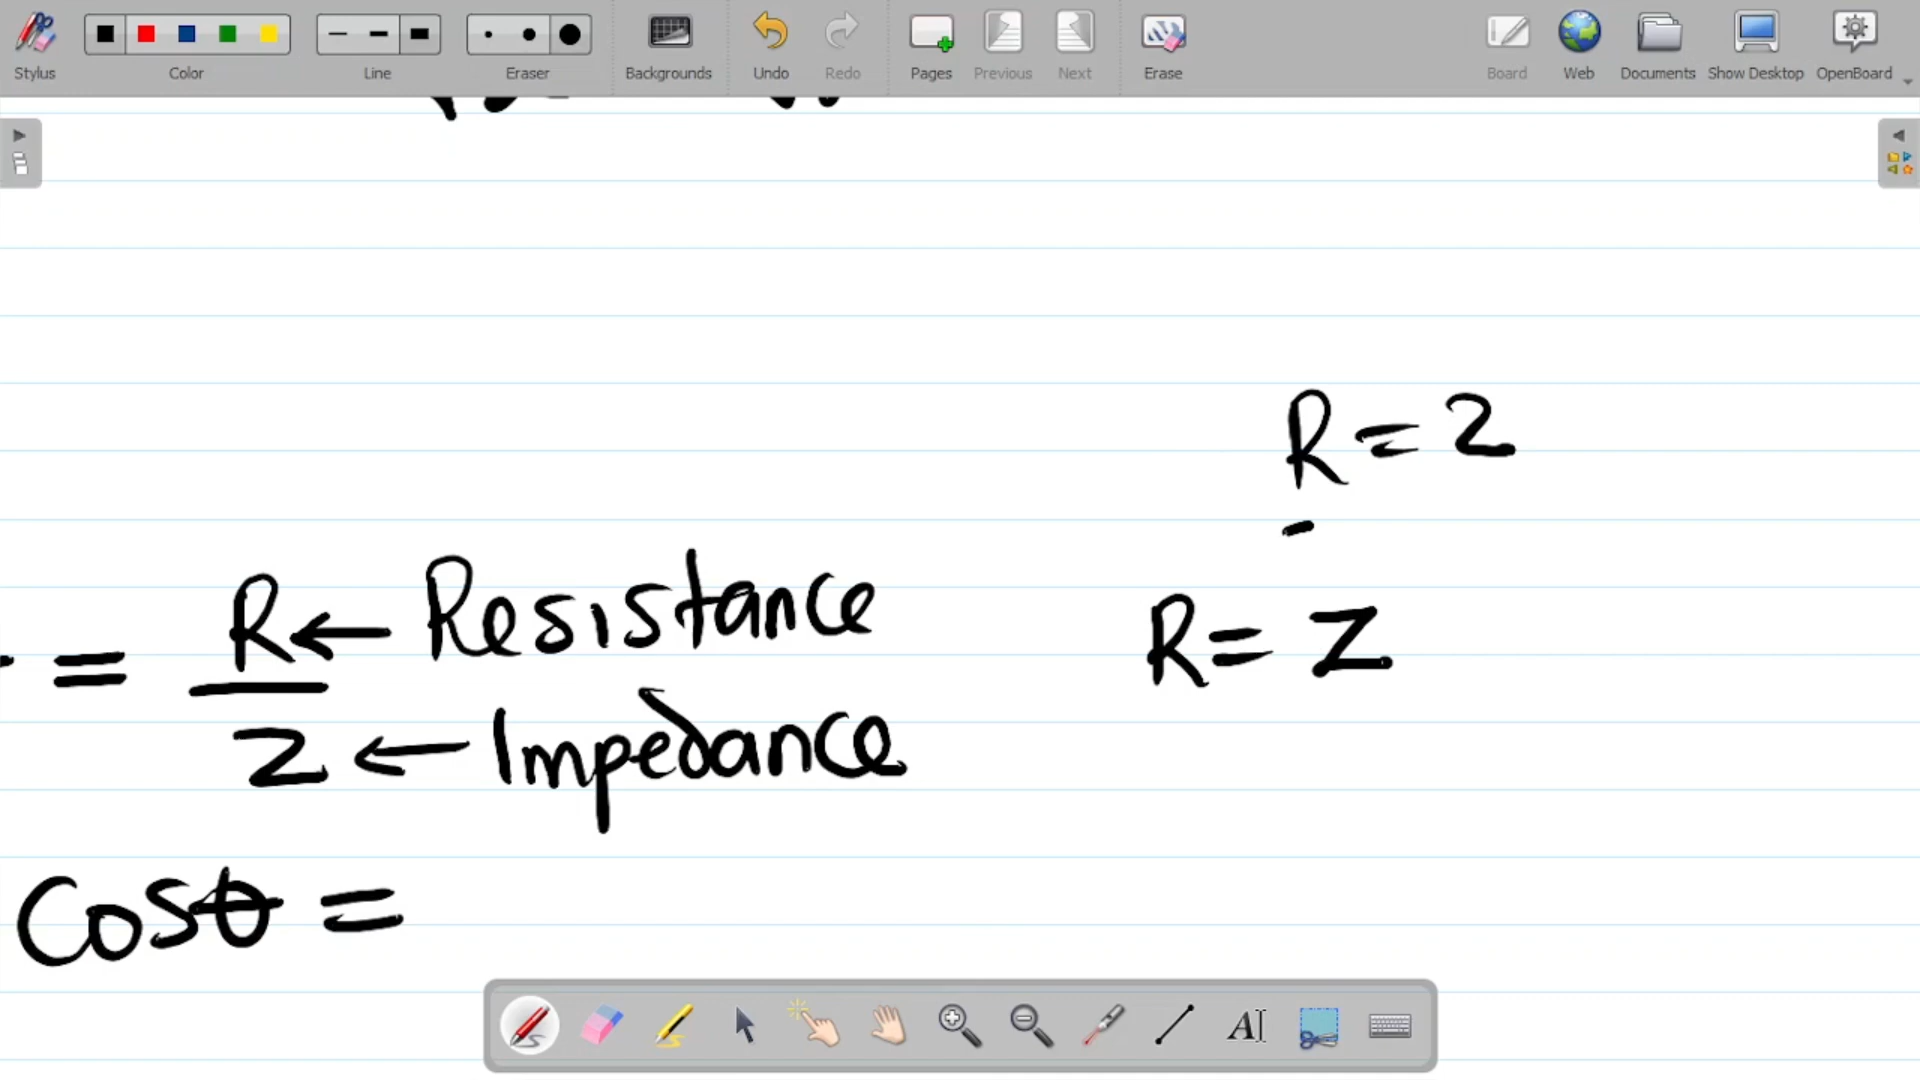 Stylus Color Line Eraser Backgrounds Undo Redo Pages Previous Next Erase Board Web Documents Show Desktop OpenBoard
R = 2
= R ← Resistance
R = Z
Z ← Impedance
Cosθ =